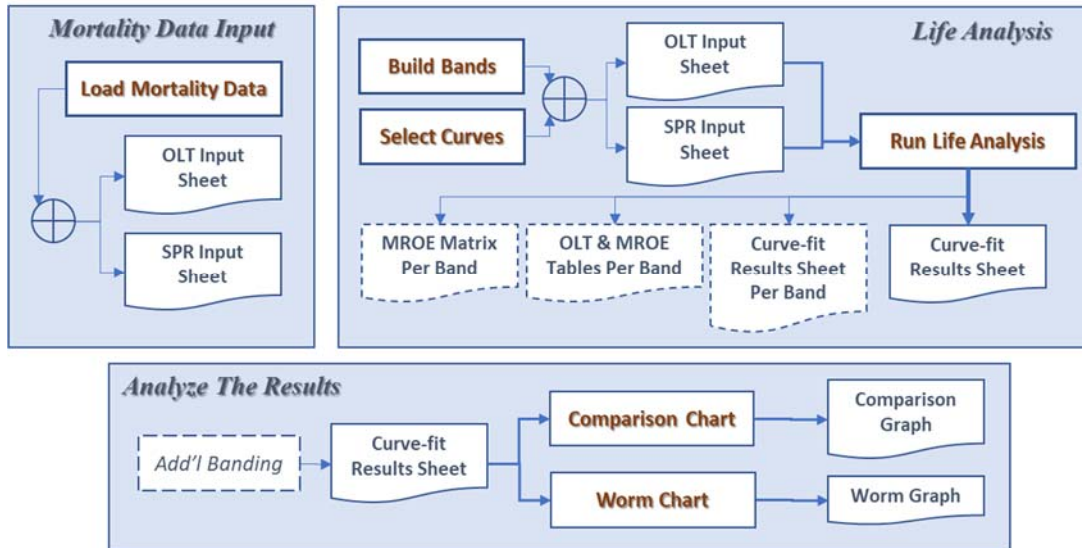 Mortality Data Input
Load Mortality Data
OLT Input
Sheet
SPR Input
Sheet
Life Analysis
Build Bands
Select Curves
OLT Input
Sheet
SPR Input
Sheet
Run Life Analysis
MROE Matrix
Per Band
OLT & MROE
Tables Per Band
Curve-fit
Results Sheet
Per Band
Curve-fit
Results Sheet
Analyze The Results
Add'l Banding
Curve-fit
Results Sheet
Comparison Chart
Worm Chart
Comparison
Graph
Worm Graph